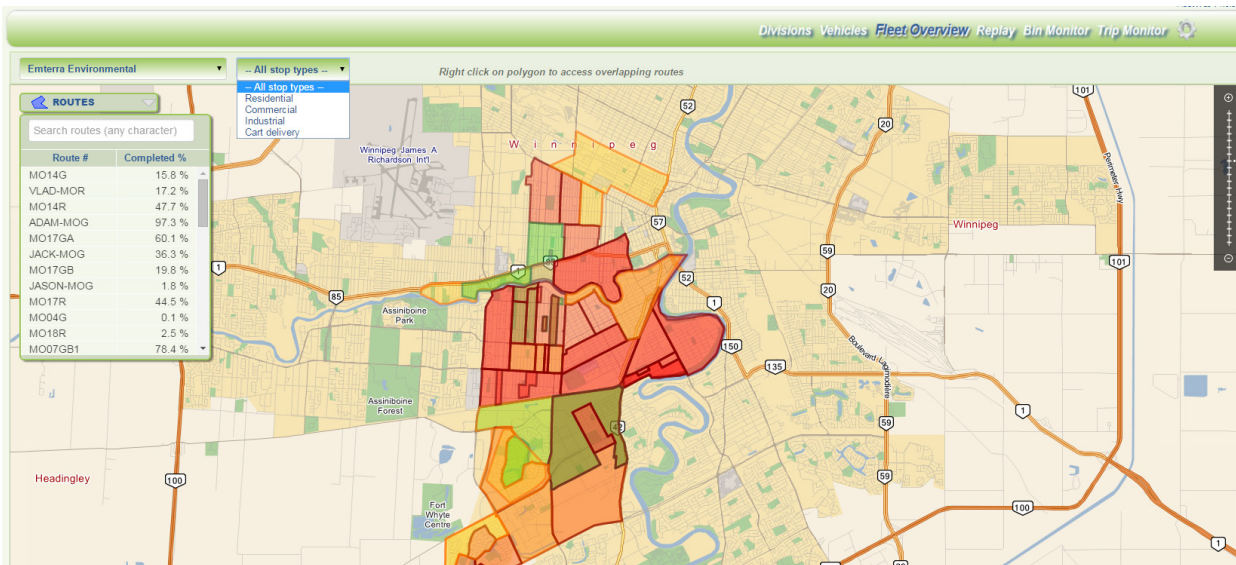 Divisions Vehicles Fleet Overview Replay Bin Monitor Trip Monitor
Emterra Environmental
-- All stop types --
Right click on polygon to access overlapping routes
-- All stop types --
Residential
Commercial
Industrial
Cart delivery
ROUTES
Search routes (any character)
Route # Completed %
MO14G 15.8 %
VLAD-MOR 17.2 %
MO14R 47.7 %
ADAM-MOG 97.3 %
MO17GA 60.1 %
JACK-MOG 36.3 %
MO17GB 19.8 %
JASON-MOG 1.8 %
MO17R 44.5 %
MO04G 0.1 %
MO18R 2.5 %
MO07GB1 78.4 %
101
52
20
Winnipeg James A
Richardson Int'l
Winnipeg
Perimeter Hwy
57
Winnipeg
59
101
1
1
52
85
20
1
Assiniboine
Park
150
135
Boulevard Lagimodière
Assiniboine
Forest
1
59
42
Headingley
100
59
100
Fort
Whyte
Centre
1